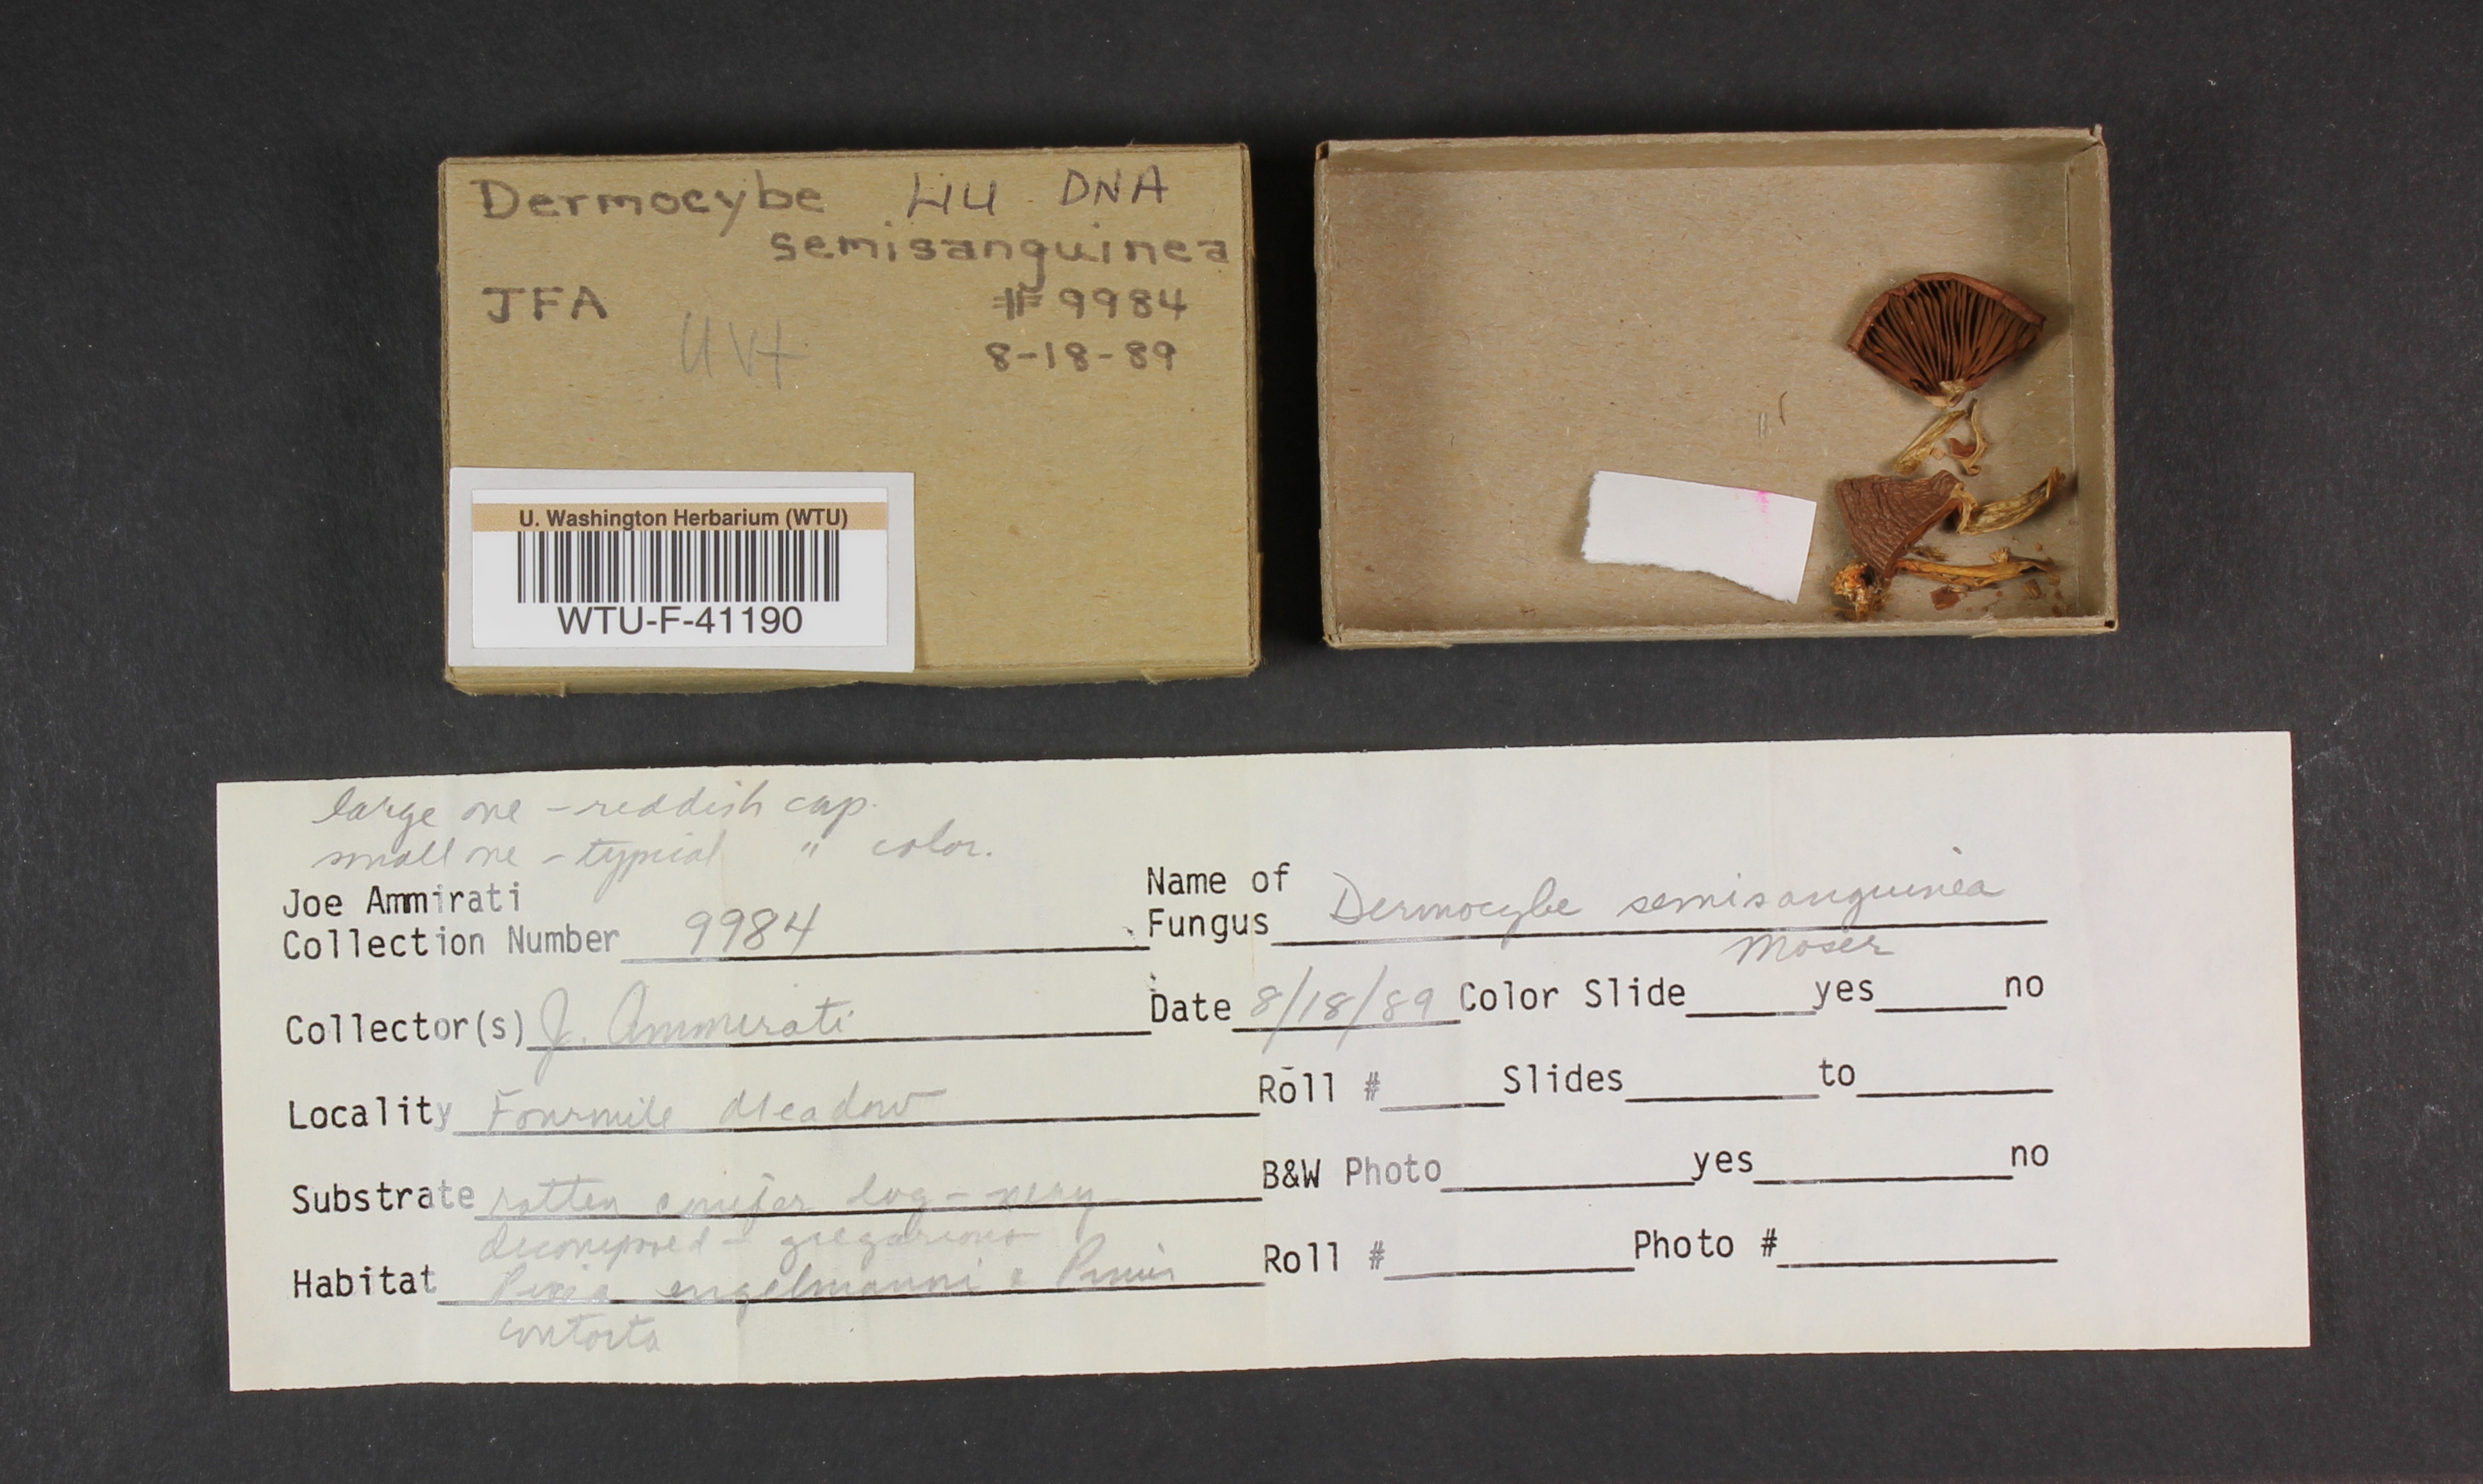 Dermocybe LIU DNA
semisanguinea
JFA #9984
UVt 8-18-89
U. Washington Herbarium (WTU)
WTU-F-41190
large one - reddish cap.
small one - typical " color.
Joe Ammirati
Collection Number 9984
Name of
Fungus Dermocybe semisanguinea
Moser
Collector(s) J. Ammirati
Date 8/18/89 Color Slide yes no
Locality Fourmile Meadow
Roll # Slides to
Substrate rotten conifer log - very
decomposed - gregarious
B&W Photo yes no
Habitat Picea engelmanni & Pinus
contorta
Roll # Photo #